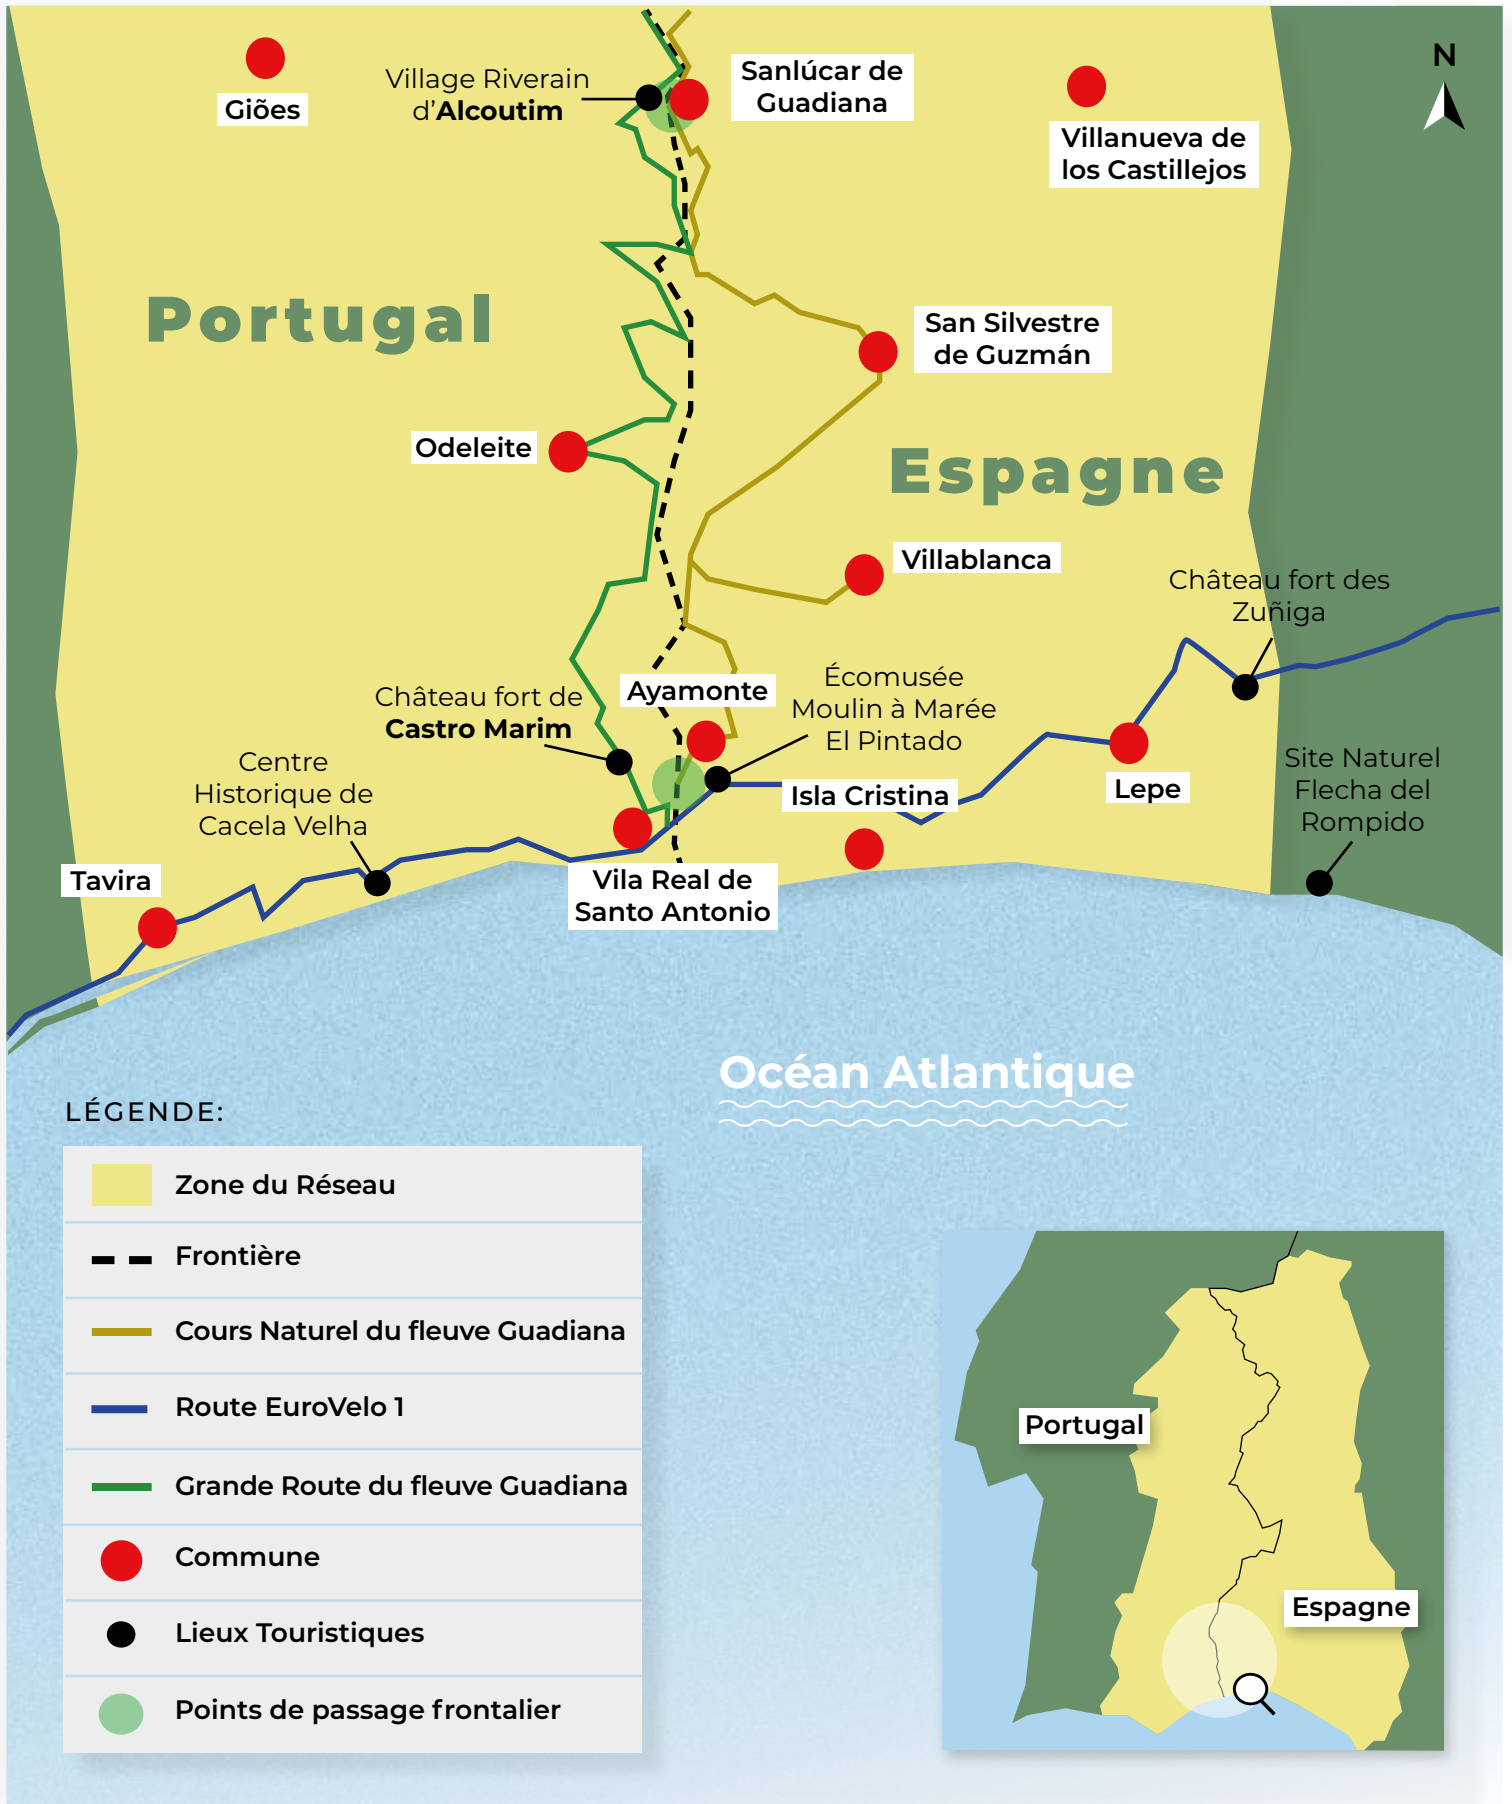 Giões
Village Riverain
d’Alcoutim
Sanlúcar de
Guadiana
Villanueva de
los Castillejos
N
Portugal
San Silvestre
de Guzmán
Odeleite
Espagne
Villablanca
Château fort des
Zuñiga
Ayamonte
Écomusée
Moulin à Marée
El Pintado
Château fort de
Castro Marim
Centre
Historique de
Cacela Velha
Isla Cristina
Lepe
Site Naturel
Flecha del
Rompido
Tavira
Vila Real de
Santo Antonio
Océan Atlantique
LÉGENDE:
Zone du Réseau
Frontière
Cours Naturel du fleuve Guadiana
Route EuroVelo 1
Grande Route du fleuve Guadiana
Commune
Lieux Touristiques
Points de passage frontalier
Portugal
Espagne